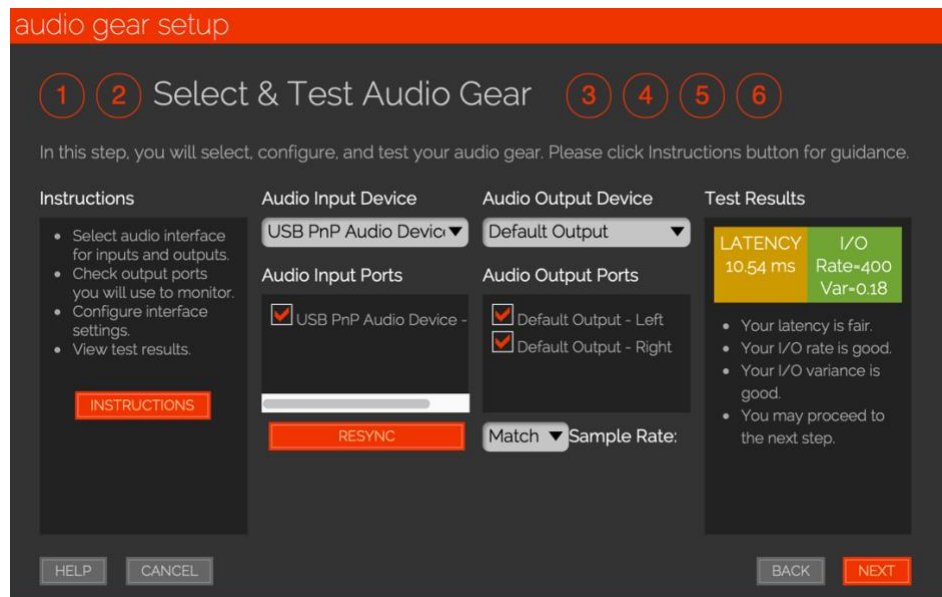 audio gear setup
1 2 Select & Test Audio Gear 3 4 5 6
In this step, you will select, configure, and test your audio gear. Please click Instructions button for guidance.
Instructions
Select audio interface
for inputs and outputs.
Check output ports
you will use to monitor.
Configure interface
settings.
View test results.
INSTRUCTIONS
Audio Input Device
USB PnP Audio Devic
Audio Input Ports
USB PnP Audio Device -
RESYNC
Audio Output Device
Default Output
Audio Output Ports
Default Output - Left
Default Output - Right
Match Sample Rate:
Test Results
LATENCY
10.54 ms
I/O
Rate=400
Var=0.18
Your latency is fair.
Your I/O rate is good.
Your I/O variance is
good.
You may proceed to
the next step.
HELP CANCEL BACK NEXT